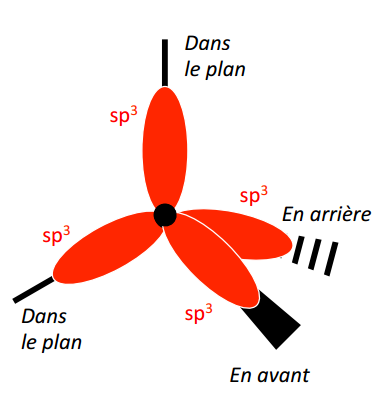 Dans
le plan
sp³
sp³
En arrière
sp³
Dans
le plan
sp³
En avant